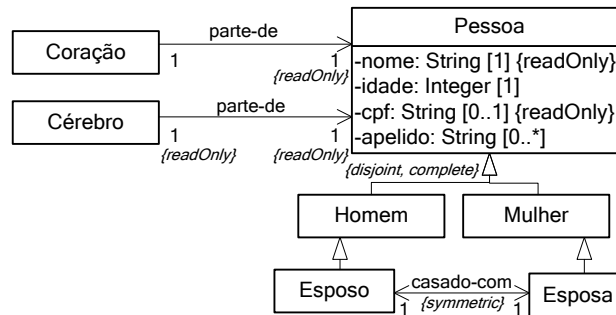 Pessoa
Coração
parte-de
1
1
{readOnly}
-nome: String [1] {readOnly}
-idade: Integer [1]
-cpf: String [0..1] {readOnly}
-apelido: String [0..*]
Cérebro
parte-de
1
{readOnly}
1
{readOnly}
{disjoint, complete}
Homem
Mulher
Esposo
casado-com
1
{symmetric}
1
Esposa